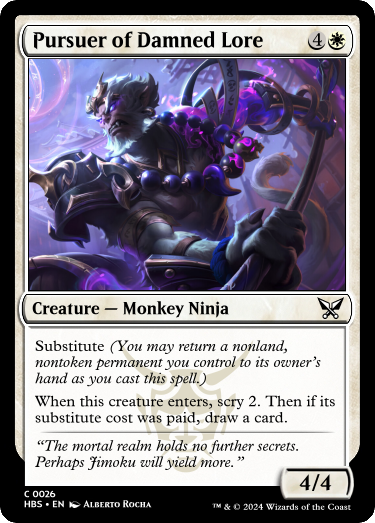 Pursuer of Damned Lore 4
Creature — Monkey Ninja
Substitute (You may return a nonland,
nontoken permanent you control to its owner's
hand as you cast this spell.)
When this creature enters, scry 2. Then if its
substitute cost was paid, draw a card.
"The mortal realm holds no further secrets.
Perhaps Jimoku will yield more."
4/4
C 0026
HBS • EN Alberto Rocha
™ & © 2024 Wizards of the Coast